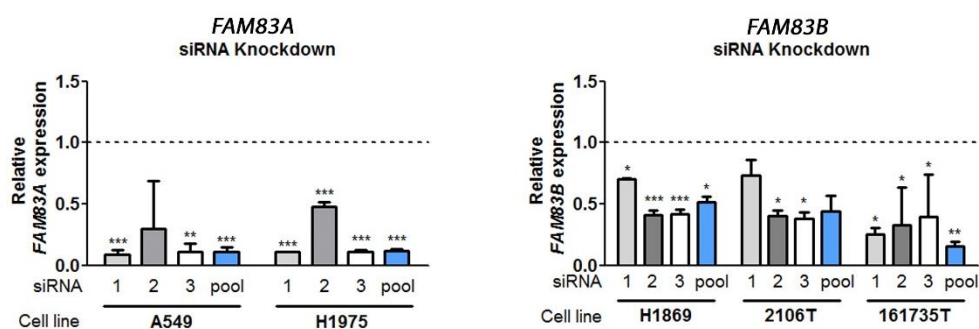 FAM83A
siRNA Knockdown
Relative
FAM83A expression
1.5
1.0
0.5
0.0
*** ** *** *** *** *** ***
siRNA 1 2 3 pool 1 2 3 pool
Cell line A549 H1975
FAM83B
siRNA Knockdown
Relative
FAM83B expression
1.5
1.0
0.5
0.0
* *** *** * * * * * * **
siRNA 1 2 3 pool 1 2 3 pool 1 2 3 pool
Cell line H1869 2106T 161735T